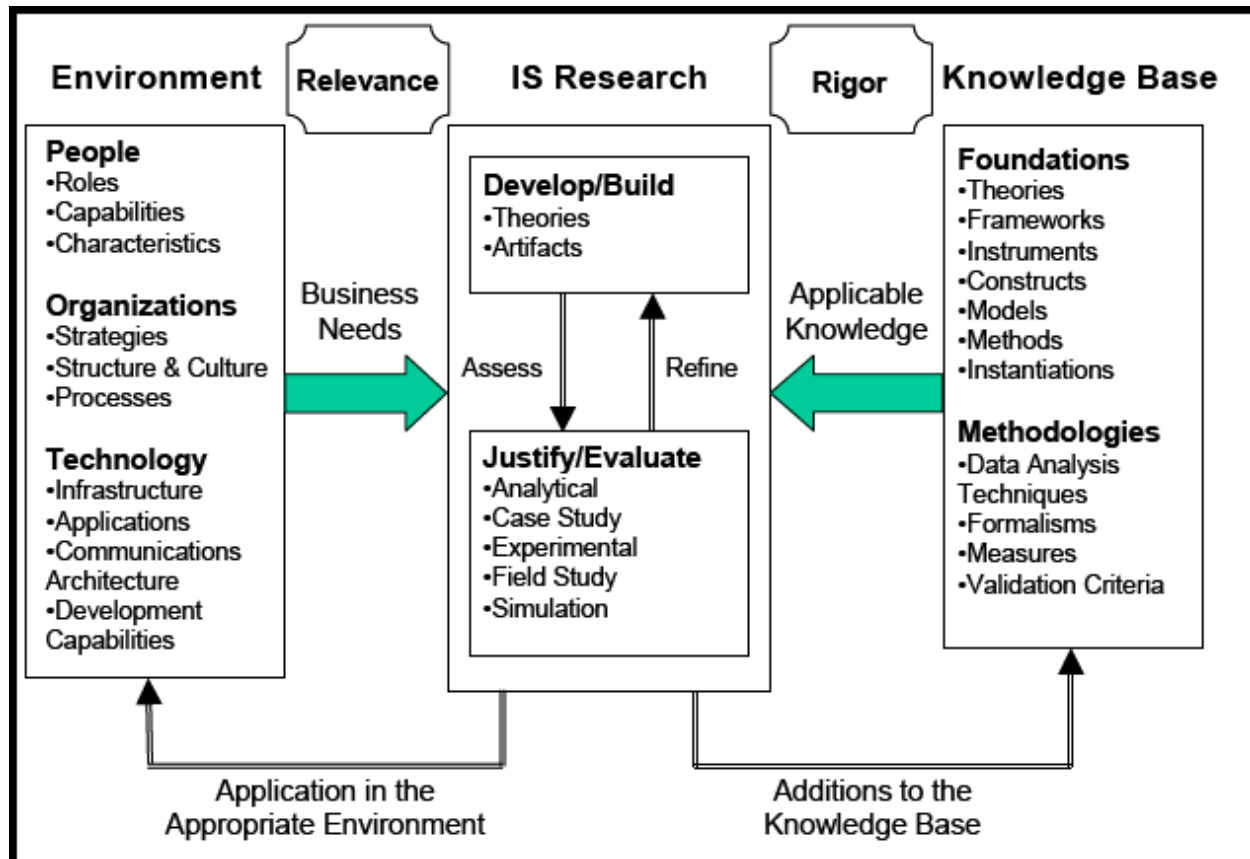 Environment
Relevance
IS Research
Rigor
Knowledge Base
People
•Roles
•Capabilities
•Characteristics
Organizations
•Strategies
•Structure & Culture
•Processes
Technology
•Infrastructure
•Applications
•Communications
Architecture
•Development
Capabilities
Business
Needs
Develop/Build
•Theories
•Artifacts
Assess
Refine
Justify/Evaluate
•Analytical
•Case Study
•Experimental
•Field Study
•Simulation
Applicable
Knowledge
Foundations
•Theories
•Frameworks
•Instruments
•Constructs
•Models
•Methods
•Instantiations
Methodologies
•Data Analysis
Techniques
•Formalisms
•Measures
•Validation Criteria
Application in the
Appropriate Environment
Additions to the
Knowledge Base